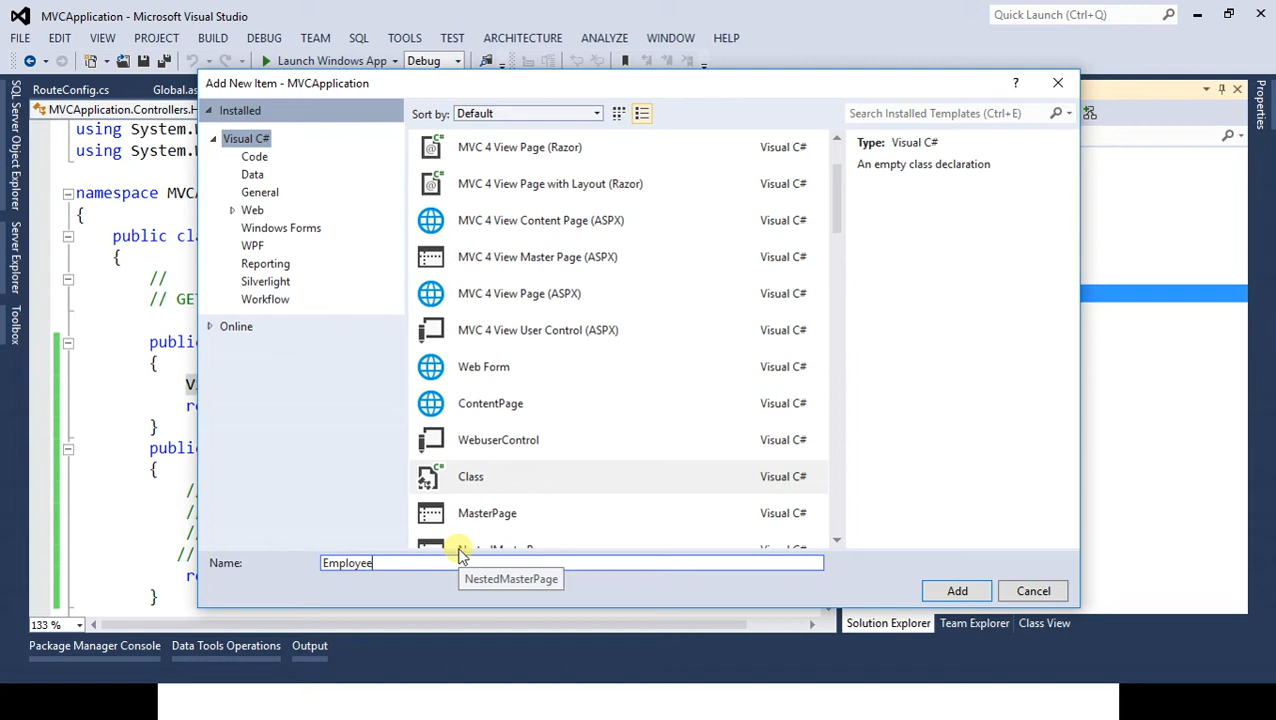 MVCApplication - Microsoft Visual Studio
Quick Launch (Ctrl+Q)
FILE EDIT VIEW PROJECT BUILD DEBUG TEAM SQL TOOLS TEST ARCHITECTURE ANALYZE WINDOW HELP
Launch Windows App Debug
RouteConfig.cs Global.as
MVCApplication.Controllers.H
using System.W
using System.W
namespace MVCA
{
public cla
{
//
// GET
publi
{
V
re
}
publi
{
//
//
//
//
re
}
133 %
SQL Server Object Explorer
Server Explorer
Toolbox
Properties
Add New Item - MVCApplication
?
Installed
Visual C#
Code
Data
General
Web
Windows Forms
WPF
Reporting
Silverlight
Workflow
Online
Sort by: Default
Search Installed Templates (Ctrl+E)
MVC 4 View Page (Razor) Visual C#
MVC 4 View Page with Layout (Razor) Visual C#
MVC 4 View Content Page (ASPX) Visual C#
MVC 4 View Master Page (ASPX) Visual C#
MVC 4 View Page (ASPX) Visual C#
MVC 4 View User Control (ASPX) Visual C#
Web Form Visual C#
ContentPage Visual C#
WebuserControl Visual C#
Class Visual C#
MasterPage Visual C#
Type: Visual C#
An empty class declaration
Name: Employee
NestedMasterPage
Add Cancel
Solution Explorer Team Explorer Class View
Package Manager Console Data Tools Operations Output